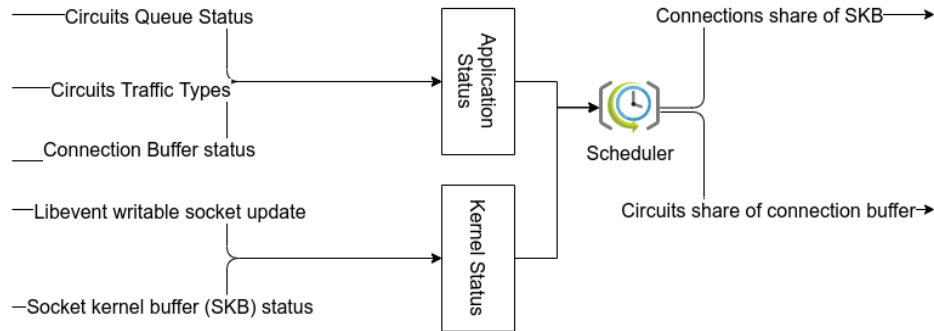 Circuits Queue Status
Circuits Traffic Types
Connection Buffer status
Libevent writable socket update
Socket kernel buffer (SKB) status
Application
Status
Kernel Status
Scheduler
Connections share of SKB
Circuits share of connection buffer